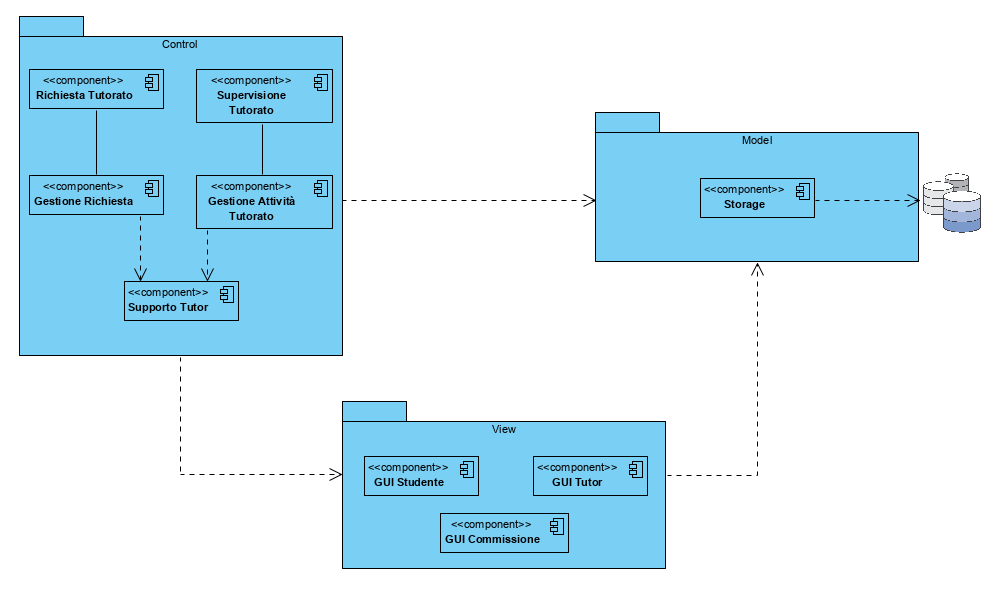 Control
<<component>>
Richiesta Tutorato
<<component>>
Supervisione
Tutorato
<<component>>
Gestione Richiesta
<<component>>
Gestione Attività
Tutorato
<<component>>
Supporto Tutor
Model
<<component>>
Storage
View
<<component>>
GUI Studente
<<component>>
GUI Tutor
<<component>>
GUI Commissione